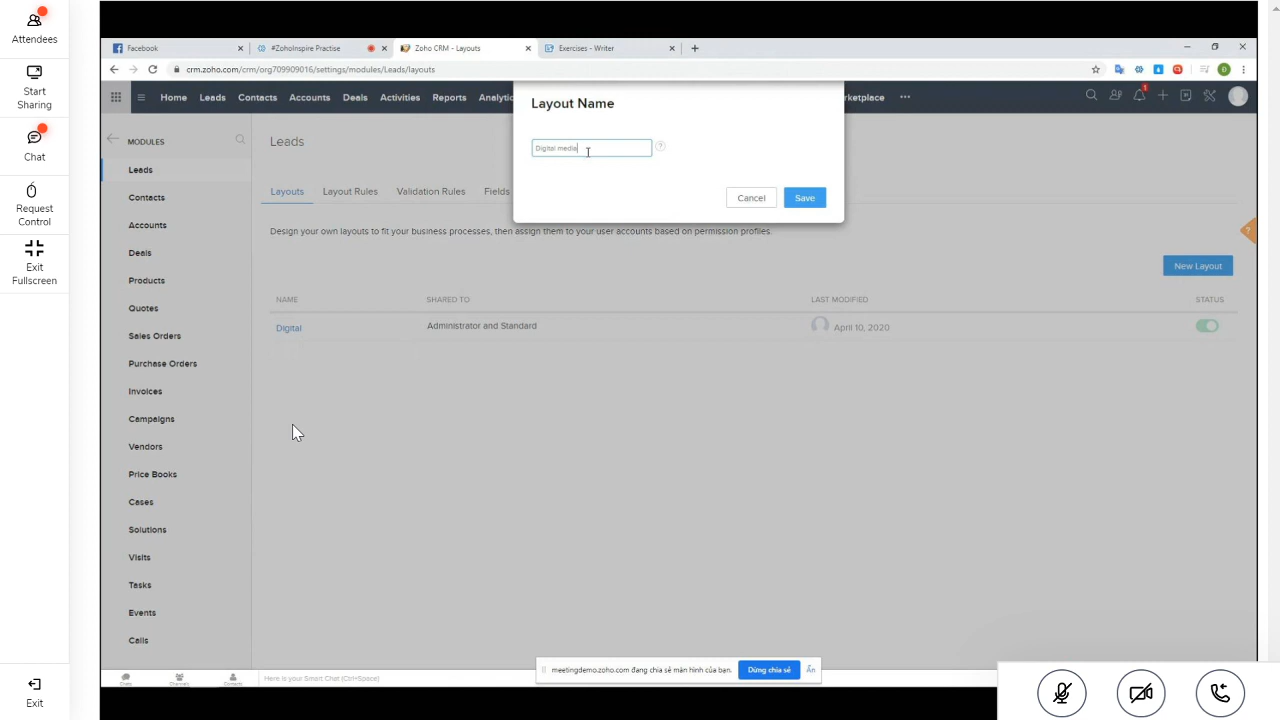 Attendees
Start
Sharing
Chat
Request
Control
Exit
Fullscreen
Exit
Facebook
#ZohoInspire Practise
Zoho CRM - Layouts
Exercises - Writer
crm.zoho.com/crm/org709909016/settings/modules/Leads/layouts
Home Leads Contacts Accounts Deals Activities Reports Analytic
rketplace
Layout Name
Digital media
Cancel
Save
MODULES
Leads
Contacts
Accounts
Deals
Products
Quotes
Sales Orders
Purchase Orders
Invoices
Campaigns
Vendors
Price Books
Cases
Solutions
Visits
Tasks
Events
Calls
Leads
Layouts Layout Rules Validation Rules Fields
Design your own layouts to fit your business processes, then assign them to your user accounts based on permission profiles.
New Layout
NAME SHARED TO LAST MODIFIED STATUS
Digital Administrator and Standard April 10, 2020
Chats Channels Contacts
Here is your Smart Chat (Ctrl+Space)
meetingdemo.zoho.com đang chia sẻ màn hình của bạn.
Dừng chia sẻ
Ẩn